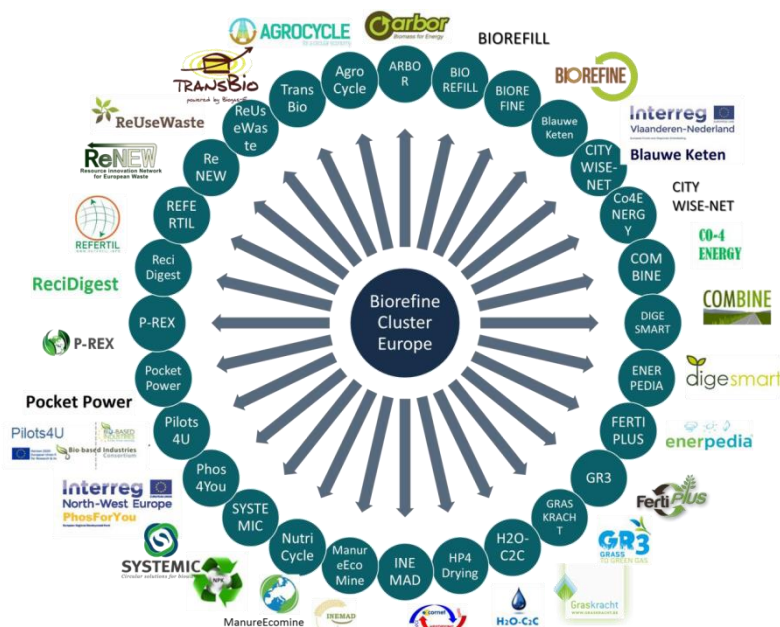 AGROCYCLE
arbor
Biomass for Energy
BIOREFILL
TRANSBIO
powered by Biogas
BIOREFINE
ReUseWaste
Interreg
Vlaanderen-Nederland
Blauwe Keten
ReNEW
Resource Innovation Network
for European Waste
CITY
WISE-NET
REFERTIL
CO-4
ENERGY
ReciDigest
COMBINE
P-REX
digesmart
Pocket Power
Pilots4U
Bio-based Industries
Consortium
enerpedia
Interreg
North-West Europe
PhosForYou
FertiPlus
SYSTEMIC
GR3
GRASS
TO GREEN GAS
NPK
ManureEcomine
INEMAD
H2O-C2C
Graskracht
Biorefine
Cluster
Europe
ARBO
R
BIO
REFILL
BIORE
FINE
Blauwe
Keten
CITY
WISE-
NET
Co4E
NERG
Y
COM
BINE
DIGE
SMART
ENER
PEDIA
FERTI
PLUS
GR3
GRAS
KRACH
T
H2O-
C2C
HP4
Drying
INE
MAD
Manur
eEco
Mine
Nutri
Cycle
SYSTE
MIC
Phos
4You
Pilots
4U
Pocket
Power
P-REX
Reci
Digest
REFE
RTIL
Re
NEW
ReUs
eWas
te
Trans
Bio
Agro
Cycle